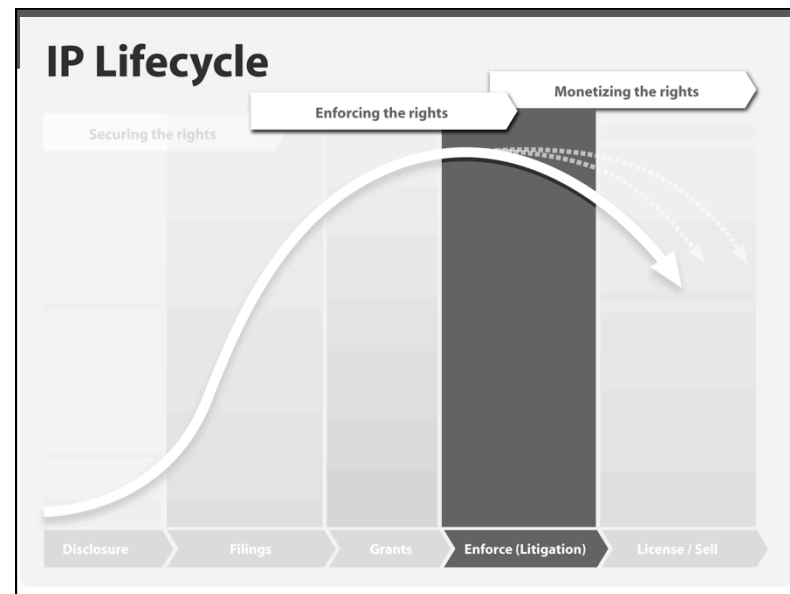 IP Lifecycle
Monetizing the rights
Enforcing the rights
Securing the rights
Disclosure
Filings
Grants
Enforce (Litigation)
License / Sell